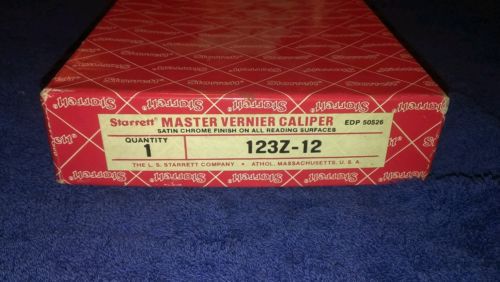 Starrett® MASTER VERNIER CALIPER EDP 50526
SATIN CHROME FINISH ON ALL READING SURFACES
QUANTITY
1
123Z-12
THE L. S. STARRETT COMPANY • ATHOL, MASSACHUSETTS, U. S. A.